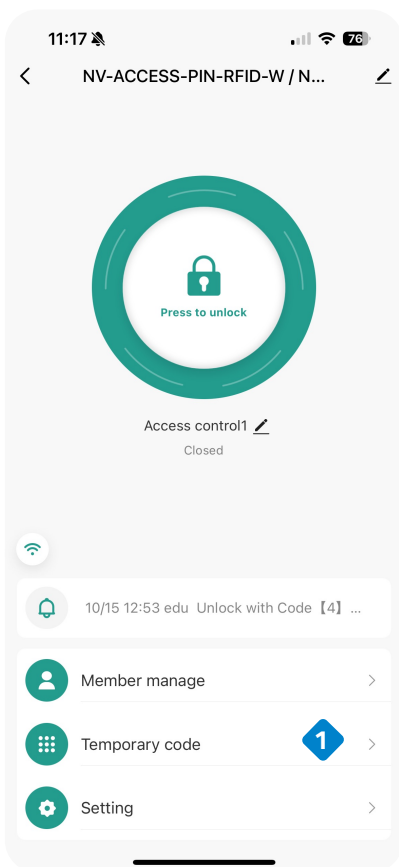 11:17
76
NV-ACCESS-PIN-RFID-W / N...
Press to unlock
Access control1
Closed
10/15 12:53 edu  Unlock with Code【4】...
Member manage
Temporary code
1
Setting